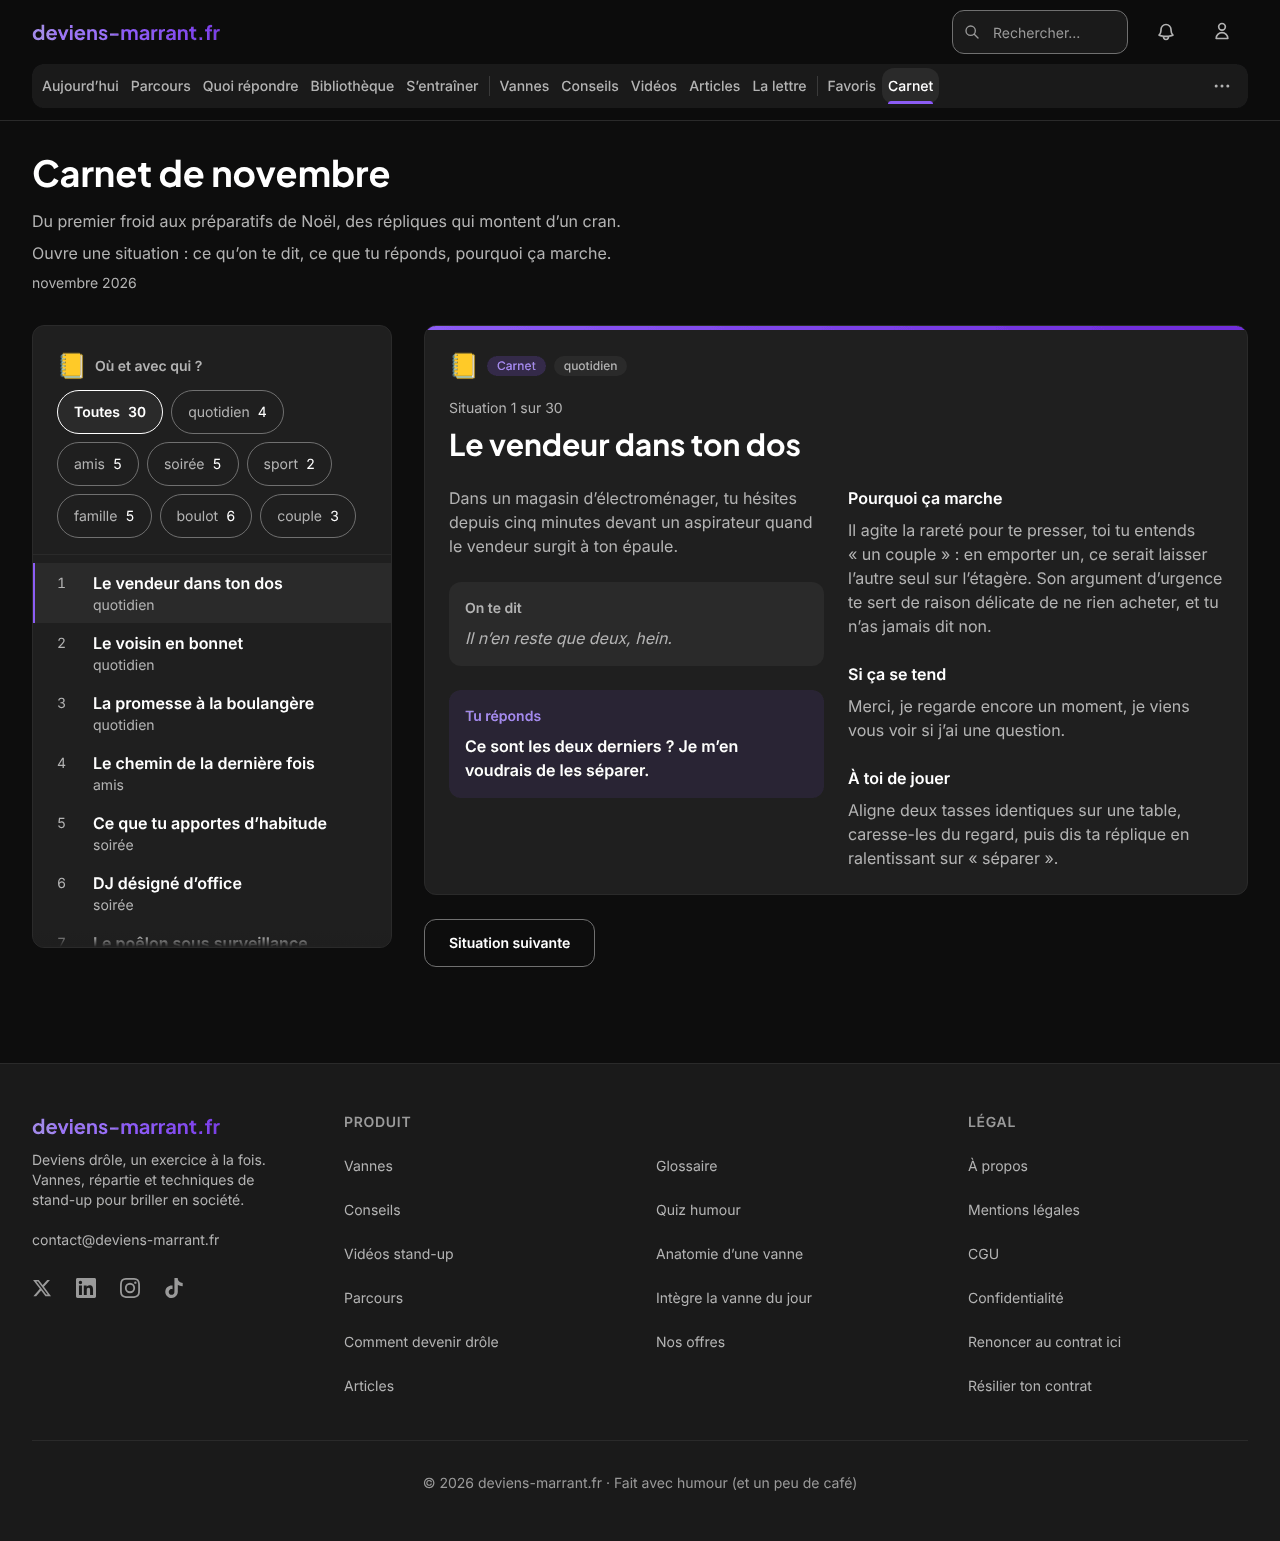 deviens-marrant.fr
Rechercher...
Aujourd’hui Parcours Quoi répondre Bibliothèque S’entraîner Vannes Conseils Vidéos Articles La lettre Favoris Carnet
Carnet de novembre
Du premier froid aux préparatifs de Noël, des répliques qui montent d’un cran.
Ouvre une situation : ce qu’on te dit, ce que tu réponds, pourquoi ça marche.
novembre 2026
Où et avec qui ?
Toutes 30 quotidien 4
amis 5 soirée 5 sport 2
famille 5 boulot 6 couple 3
1 Le vendeur dans ton dos
quotidien
2 Le voisin en bonnet
quotidien
3 La promesse à la boulangère
quotidien
4 Le chemin de la dernière fois
amis
5 Ce que tu apportes d’habitude
soirée
6 DJ désigné d’office
soirée
7 Le poêlon sous surveillance
Carnet quotidien
Situation 1 sur 30
Le vendeur dans ton dos
Dans un magasin d’électroménager, tu hésites
depuis cinq minutes devant un aspirateur quand
le vendeur surgit à ton épaule.
On te dit
Il n’en reste que deux, hein.
Tu réponds
Ce sont les deux derniers ? Je m’en
voudrais de les séparer.
Pourquoi ça marche
Il agite la rareté pour te presser, toi tu entends
« un couple » : en emporter un, ce serait laisser
l’autre seul sur l’étagère. Son argument d’urgence
te sert de raison délicate de ne rien acheter, et tu
n’as jamais dit non.
Si ça se tend
Merci, je regarde encore un moment, je viens
vous voir si j’ai une question.
À toi de jouer
Aligne deux tasses identiques sur une table,
caresse-les du regard, puis dis ta réplique en
ralentissant sur « séparer ».
Situation suivante
deviens-marrant.fr
Deviens drôle, un exercice à la fois.
Vannes, répartie et techniques de
stand-up pour briller en société.
contact@deviens-marrant.fr
PRODUIT
Vannes
Conseils
Vidéos stand-up
Parcours
Comment devenir drôle
Articles
Glossaire
Quiz humour
Anatomie d’une vanne
Intègre la vanne du jour
Nos offres
LÉGAL
À propos
Mentions légales
CGU
Confidentialité
Renoncer au contrat ici
Résilier ton contrat
© 2026 deviens-marrant.fr · Fait avec humour (et un peu de café)